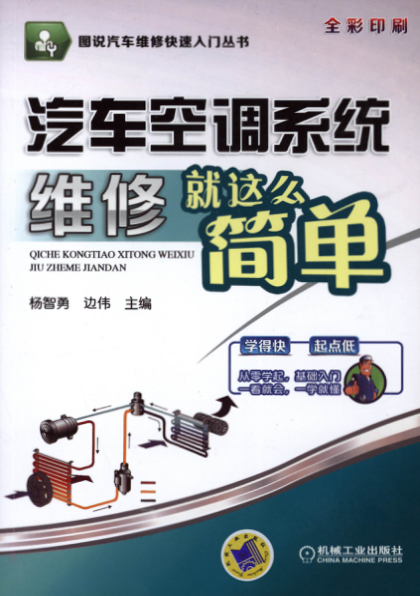 图说汽车维修快速入门丛书
全彩印刷
汽车空调系统
维修就这么简单
QICHE KONGTIAO XITONG WEIXIU
JIU ZHEME JIANDAN
杨智勇 边伟 主编
学得快 起点低
从零学起，基础入门
一看就会，一学就懂
机械工业出版社
CHINA MACHINE PRESS